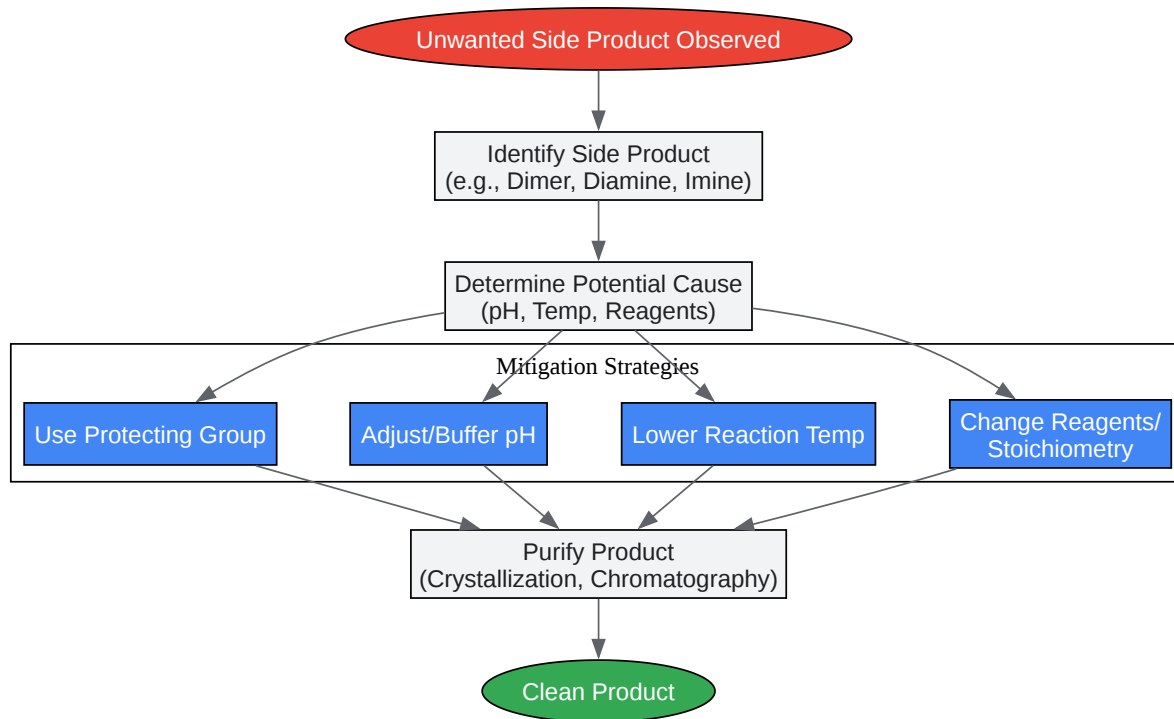 Unwanted Side Product Observed
Identify Side Product
(e.g., Dimer, Diamine, Imine)
Determine Potential Cause
(pH, Temp, Reagents)
Mitigation Strategies
Use Protecting Group
Adjust/Buffer pH
Lower Reaction Temp
Change Reagents/
Stoichiometry
Purify Product
(Crystallization, Chromatography)
Clean Product